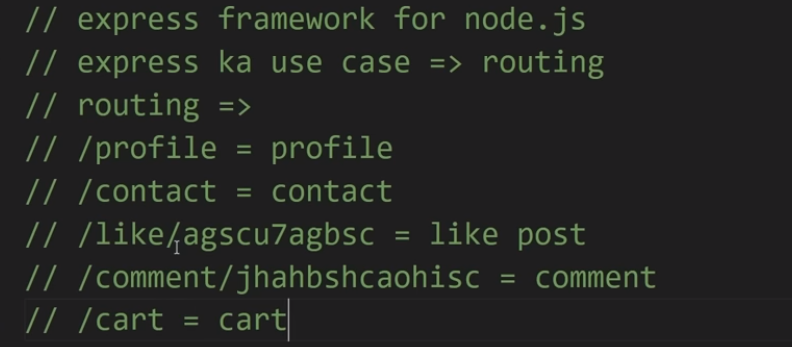 // express framework for node.js
// express ka use case => routing
// routing =>
// /profile = profile
// /contact = contact
// /like/agscu7agbsc = like post
// /comment/jhahbshcaohisc = comment
// /cart = cart